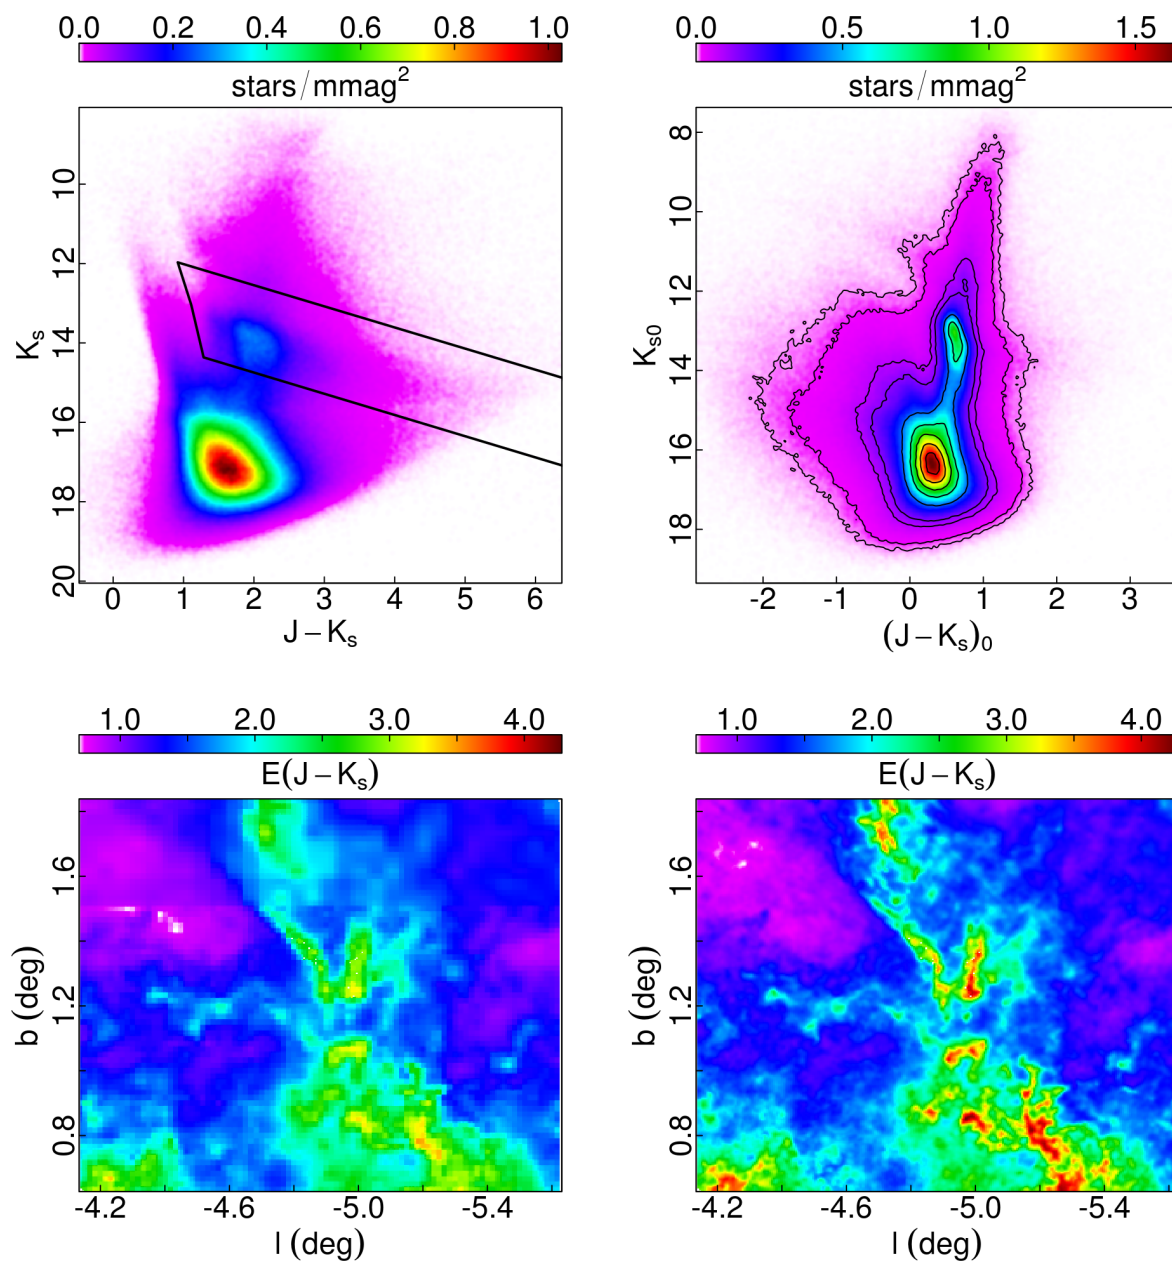 0.0 0.2 0.4 0.6 0.8 1.0
stars/mmag²
10
12
14
16
18
20
Kₛ
0 1 2 3 4 5 6
J−Kₛ
0.0 0.5 1.0 1.5
stars/mmag²
8
10
12
14
16
18
Kₛ₀
-2 -1 0 1 2 3
(J−Kₛ)₀
1.0 2.0 3.0 4.0
E(J−Kₛ)
1.6
1.2
0.8
b (deg)
-4.2 -4.6 -5.0 -5.4
l (deg)
1.0 2.0 3.0 4.0
E(J−Kₛ)
1.6
1.2
0.8
b (deg)
-4.2 -4.6 -5.0 -5.4
l (deg)